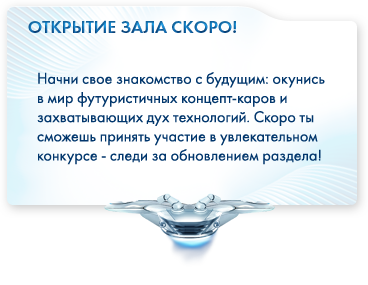 ОТКРЫТИЕ ЗАЛА СКОРО!
Начни свое знакомство с будущим: окунись
в мир футуристичных концепт-каров и
захватывающих дух технологий. Скоро ты
сможешь принять участие в увлекательном
конкурсе - следи за обновлением раздела!